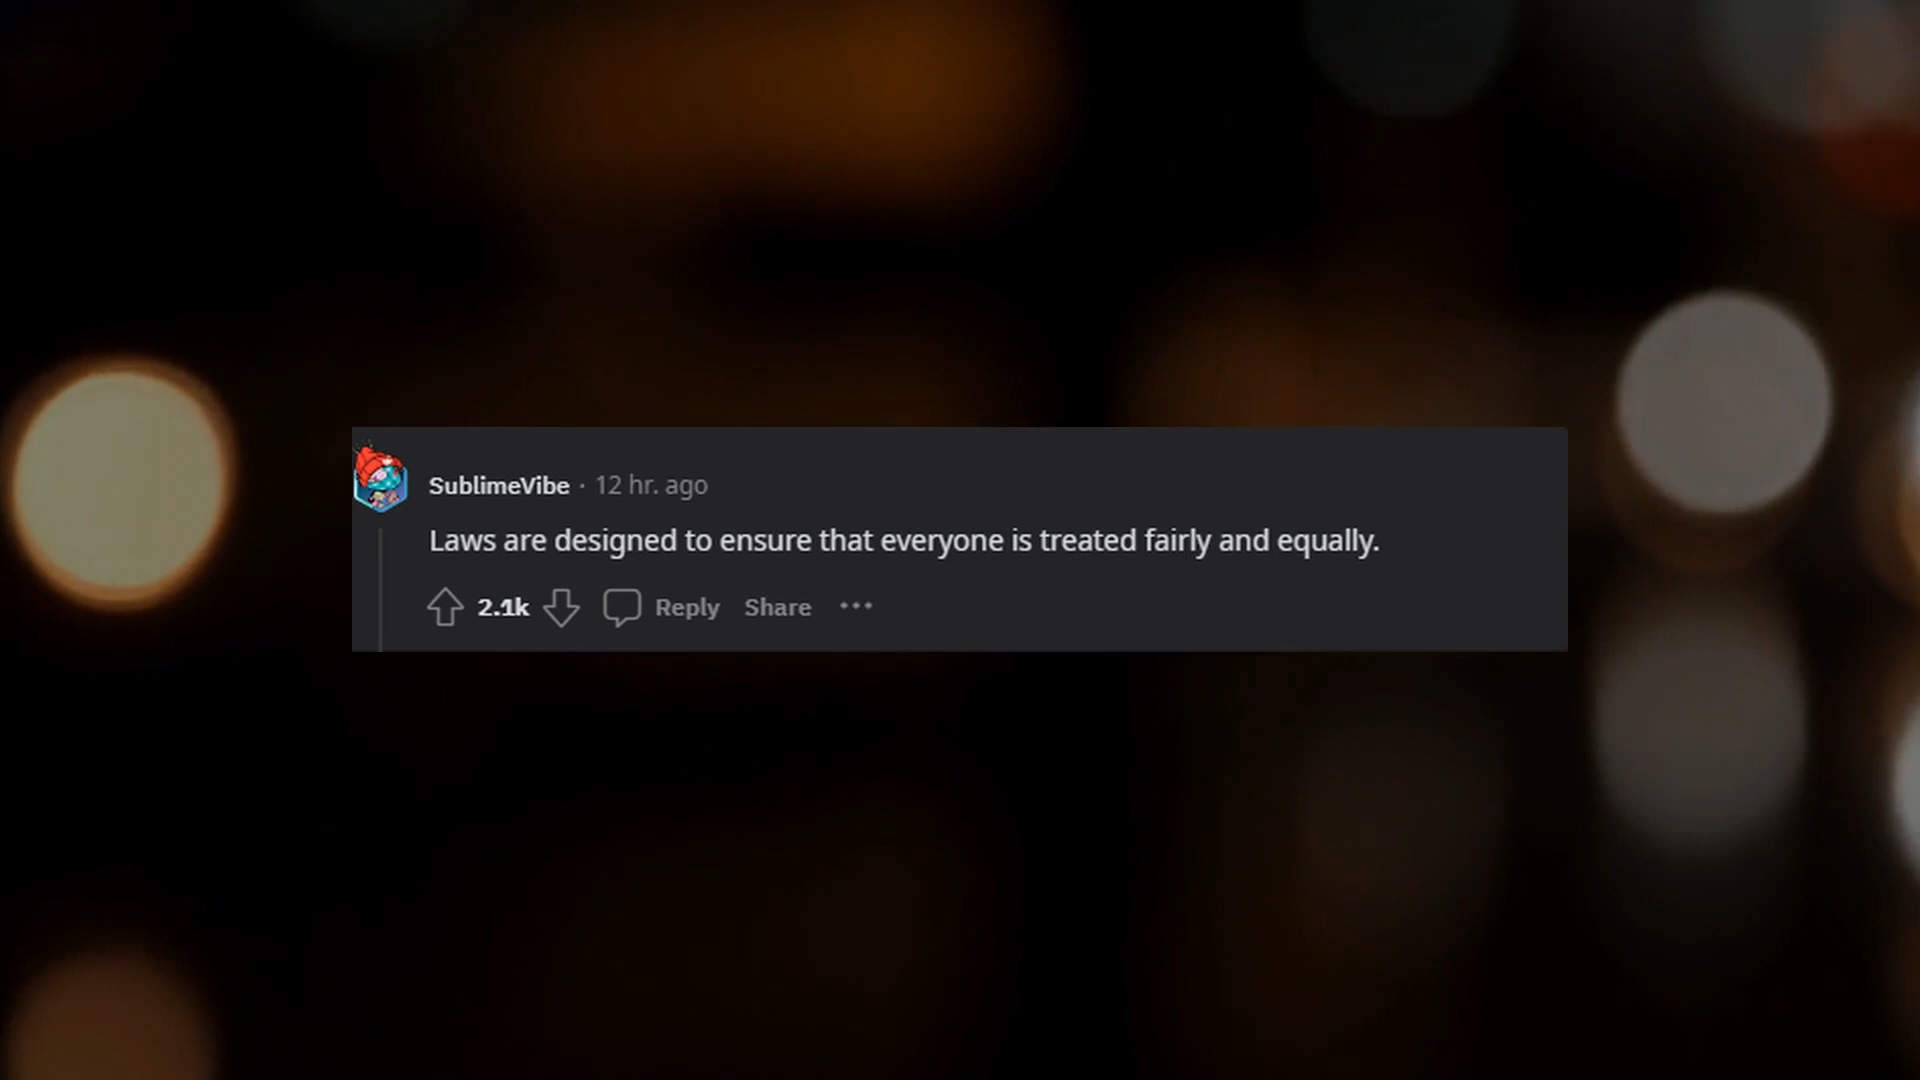 SublimeVibe · 12 hr. ago
Laws are designed to ensure that everyone is treated fairly and equally.
2.1k Reply Share ···